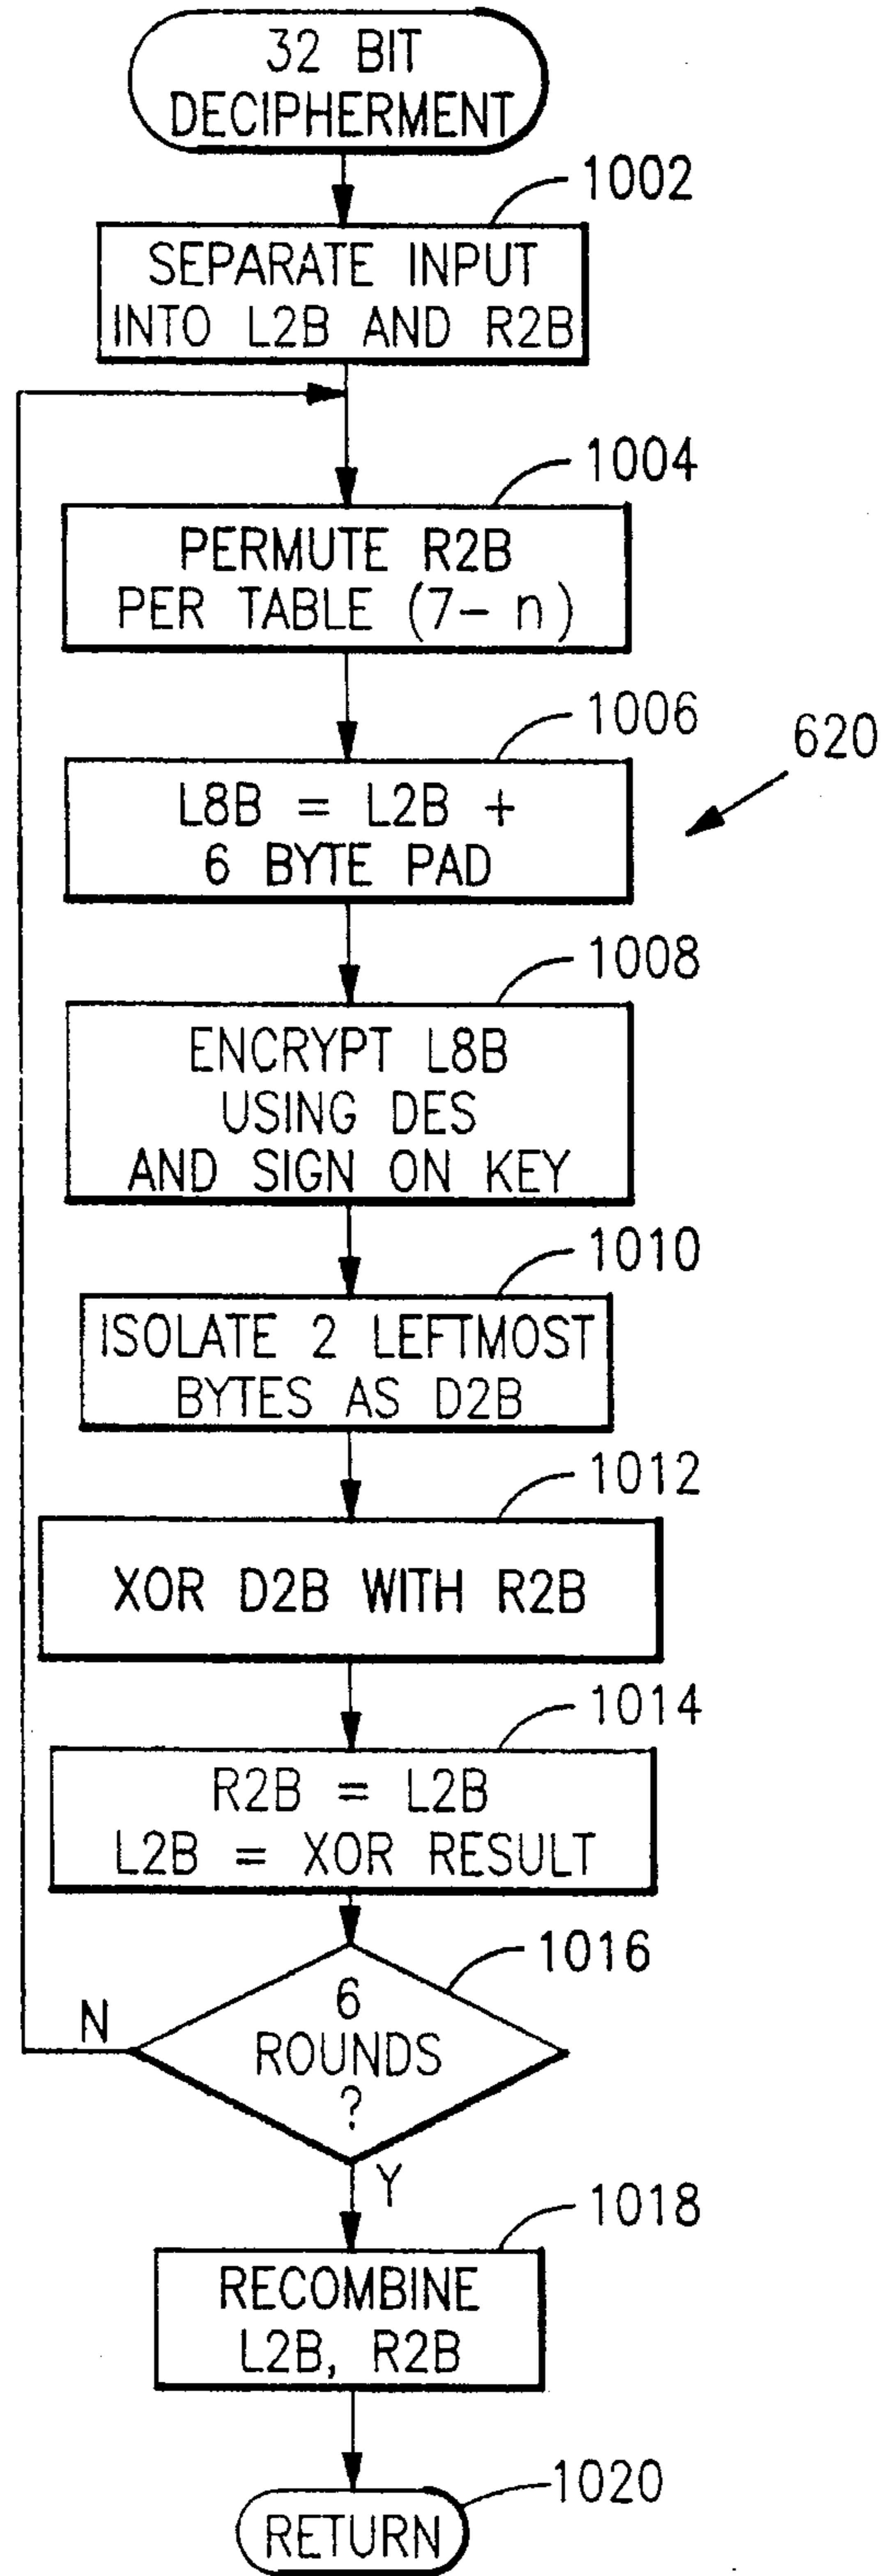 32 BIT
DECIPHERMENT
1002
SEPARATE INPUT
INTO L2B AND R2B
1004
PERMUTE R2B
PER TABLE (7- n)
1006
620
L8B = L2B +
6 BYTE PAD
1008
ENCRYPT L8B
USING DES
AND SIGN ON KEY
1010
ISOLATE 2 LEFTMOST
BYTES AS D2B
1012
XOR D2B WITH R2B
1014
R2B = L2B
L2B = XOR RESULT
1016
6
ROUNDS
?
N
Y
1018
RECOMBINE
L2B, R2B
1020
RETURN